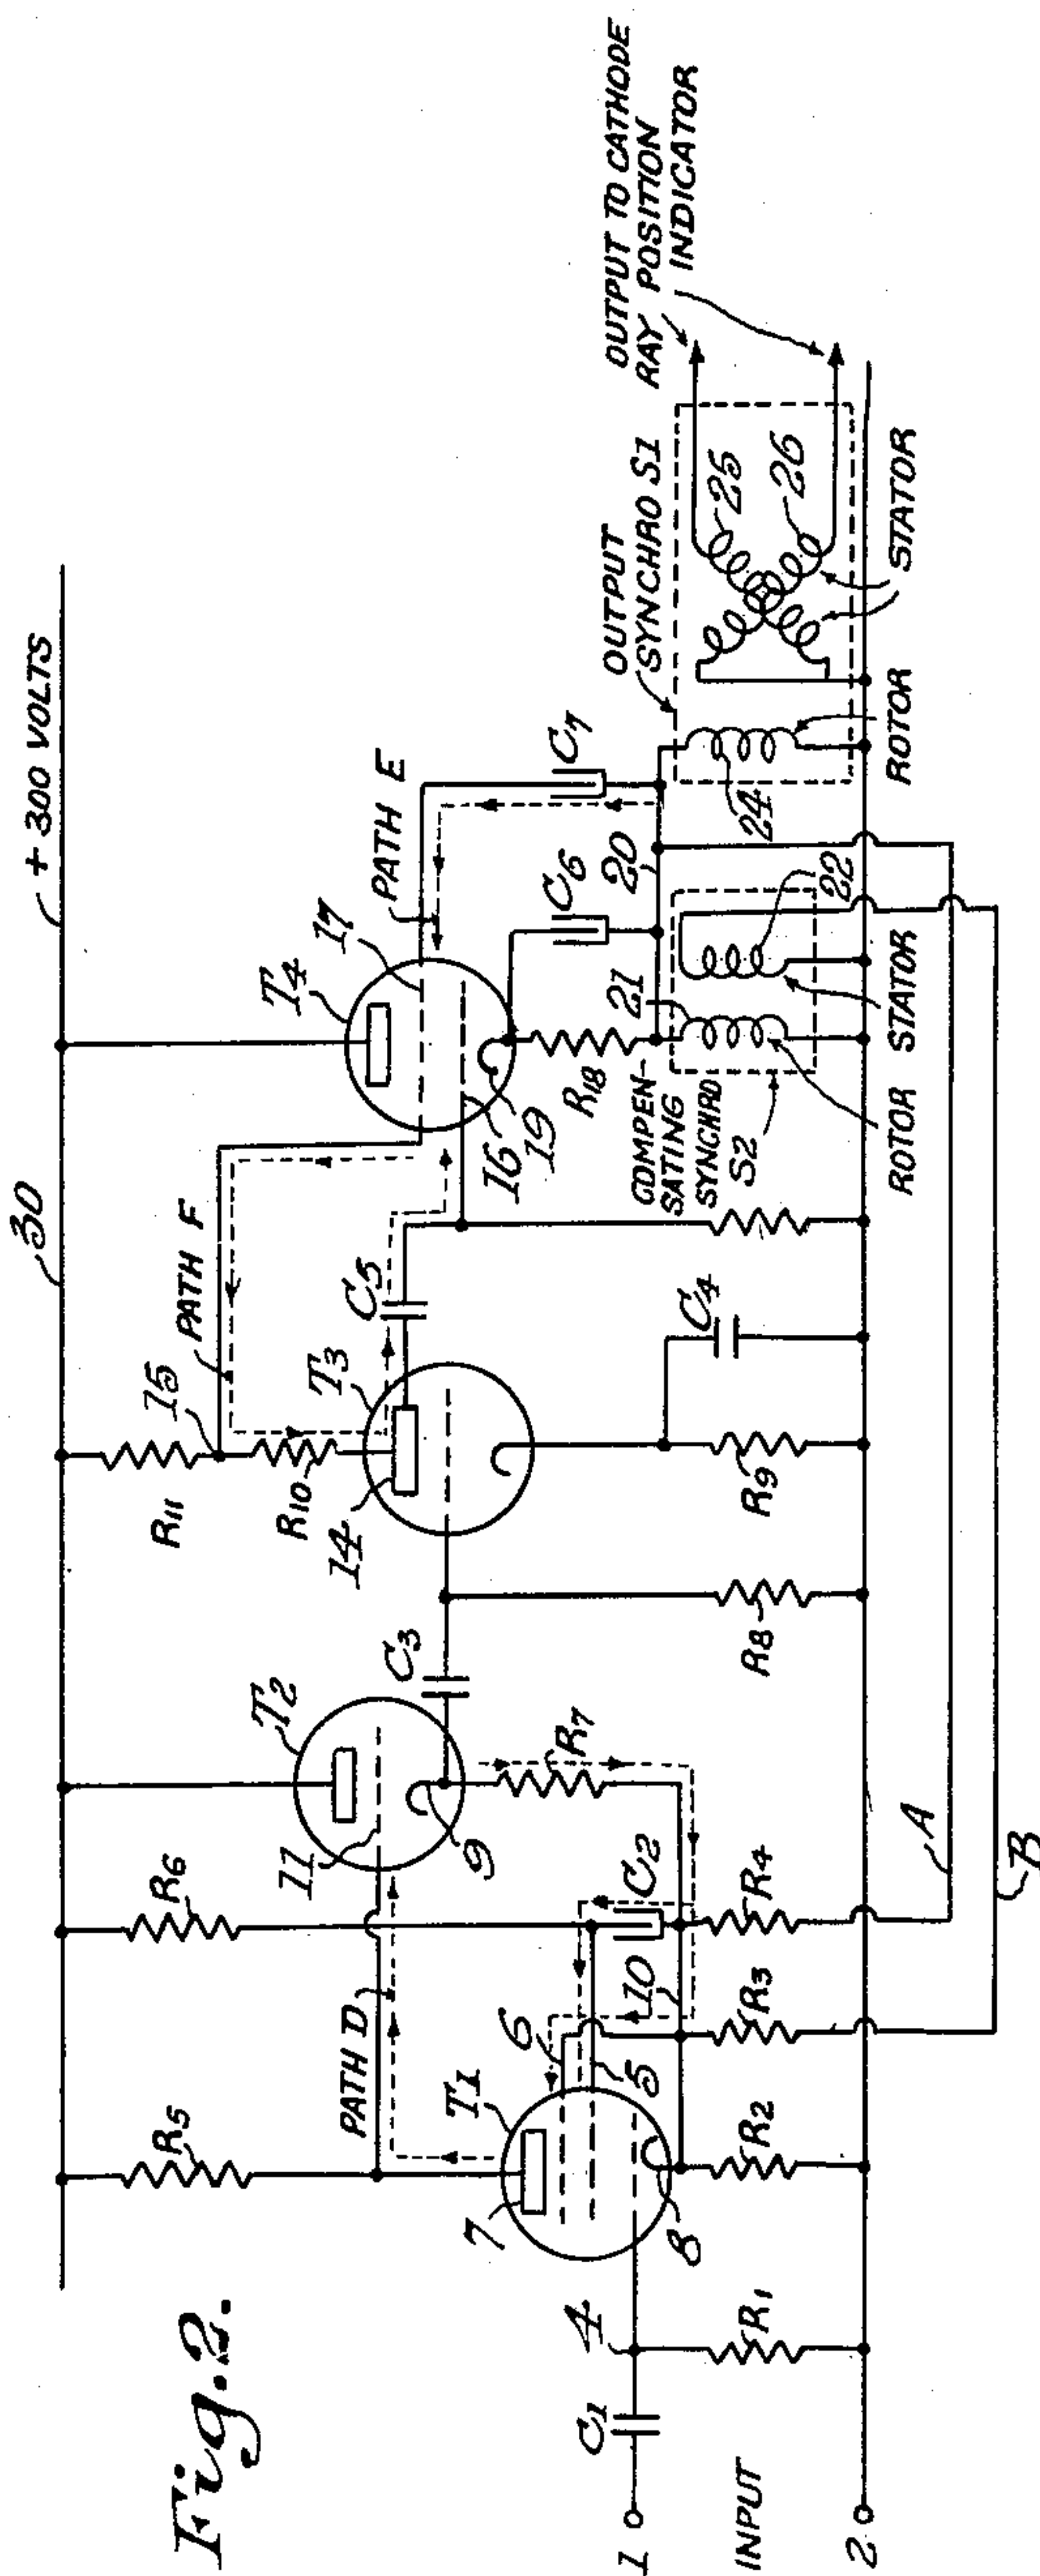 Fig. 2.
+ 300 VOLTS
30
R5
R6
R11
15
PATH F
T4
17
PATH E
C7
PATH D
T2
11
9
C3
R10
14
T3
C5
16
19
R18
C6
20
OUTPUT
SYNCHRO S1
OUTPUT TO CATHODE
RAY POSITION
INDICATOR
T1
7
6
5
10
C2
R7
8
4
C1
1
INPUT
2
R1
R2
R3
R4
R8
R9
C4
COMPEN-
SATING
SYNCHRO
S2
21
22
24
25
26
ROTOR
STATOR
ROTOR
STATOR
A
B